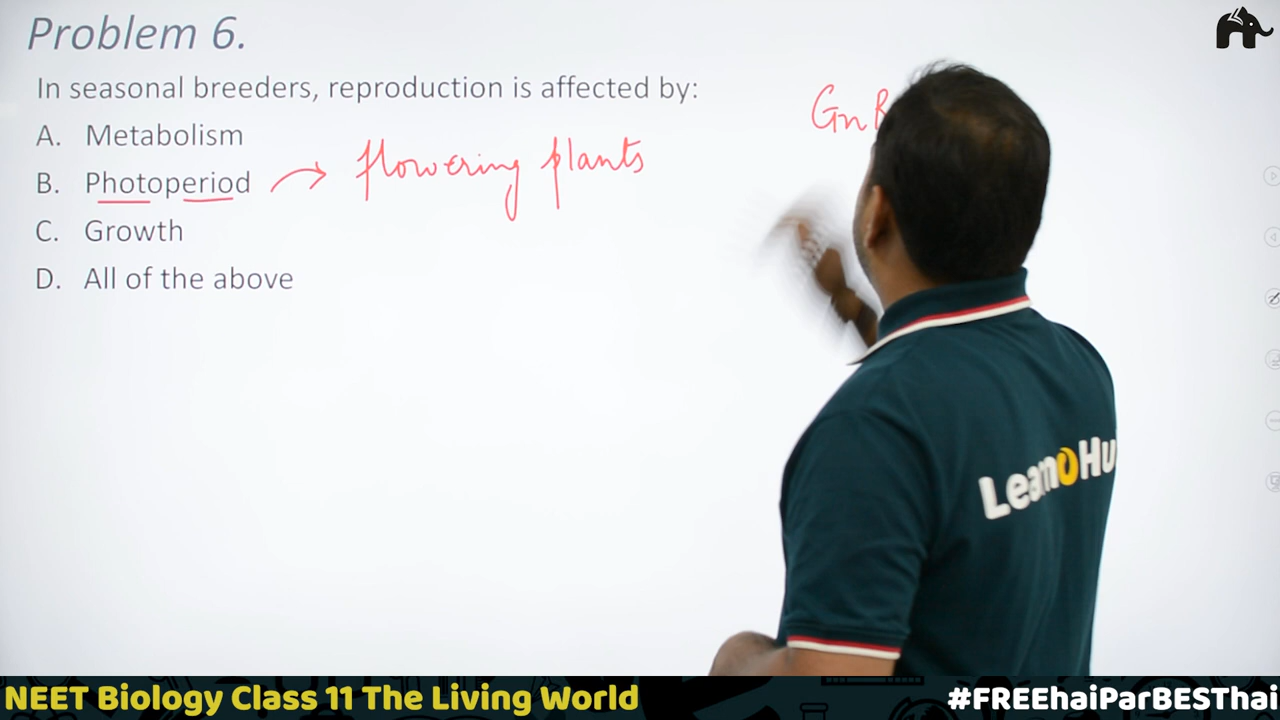 Problem 6.
In seasonal breeders, reproduction is affected by:
A. Metabolism
B. Photoperiod → flowering plants
C. Growth
D. All of the above
GnR
LearnoHu
NEET Biology Class 11 The Living World
#FREEhaiParBESThai